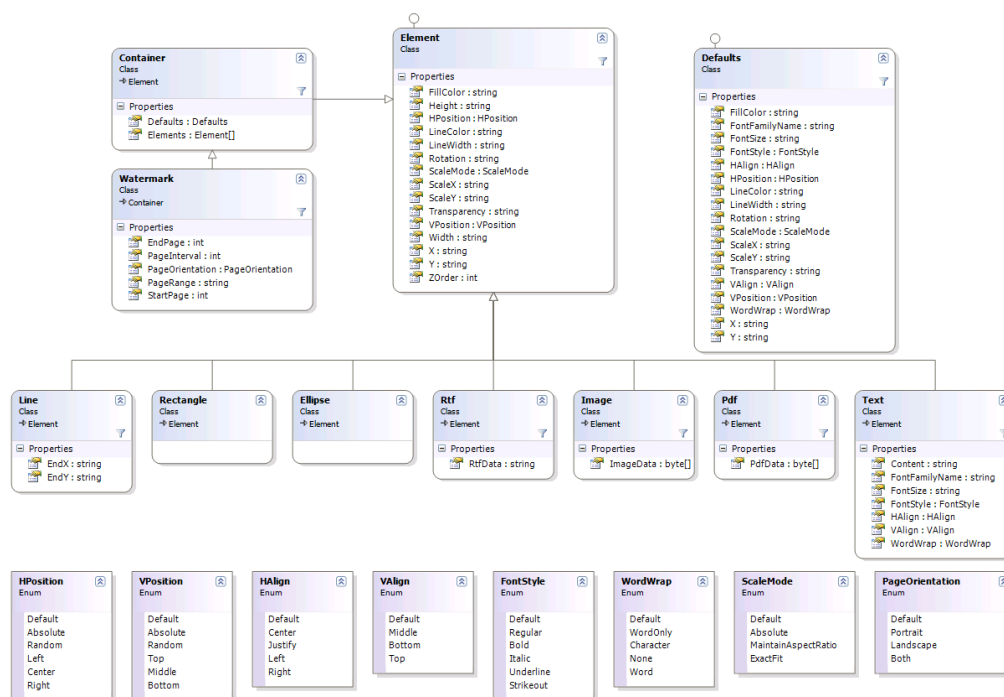 Container
Class
Element
Properties
Defaults : Defaults
Elements : Element[]
Element
Class
Properties
FillColor : string
Height : string
HPosition : HPosition
LineColor : string
LineWidth : string
Rotation : string
ScaleMode : ScaleMode
ScaleX : string
ScaleY : string
Transparency : string
VPosition : VPosition
Width : string
X : string
Y : string
ZOrder : int
Defaults
Class
Properties
FillColor : string
FontFamilyName : string
FontSize : string
FontStyle : FontStyle
HAlign : HAlign
HPosition : HPosition
LineColor : string
LineWidth : string
Rotation : string
ScaleMode : ScaleMode
ScaleX : string
ScaleY : string
Transparency : string
VAlign : VAlign
VPosition : VPosition
WordWrap : WordWrap
X : string
Y : string
Watermark
Class
Container
Properties
EndPage : int
PageInterval : int
PageOrientation : PageOrientation
PageRange : string
StartPage : int
Line
Class
Element
Properties
EndX : string
EndY : string
Rectangle
Class
Element
Ellipse
Class
Element
Rtf
Class
Element
Properties
RtfData : string
Image
Class
Element
Properties
ImageData : byte[]
Pdf
Class
Element
Properties
PdfData : byte[]
Text
Class
Element
Properties
Content : string
FontFamilyName : string
FontSize : string
FontStyle : FontStyle
HAlign : HAlign
VAlign : VAlign
WordWrap : WordWrap
HPosition
Enum
Default
Absolute
Random
Left
Center
Right
VPosition
Enum
Default
Absolute
Random
Top
Middle
Bottom
HAlign
Enum
Default
Center
Justify
Left
Right
VAlign
Enum
Default
Middle
Bottom
Top
FontStyle
Enum
Default
Regular
Bold
Italic
Underline
Strikeout
WordWrap
Enum
Default
WordOnly
Character
None
Word
ScaleMode
Enum
Default
Absolute
MaintainAspectRatio
ExactFit
PageOrientation
Enum
Default
Portrait
Landscape
Both